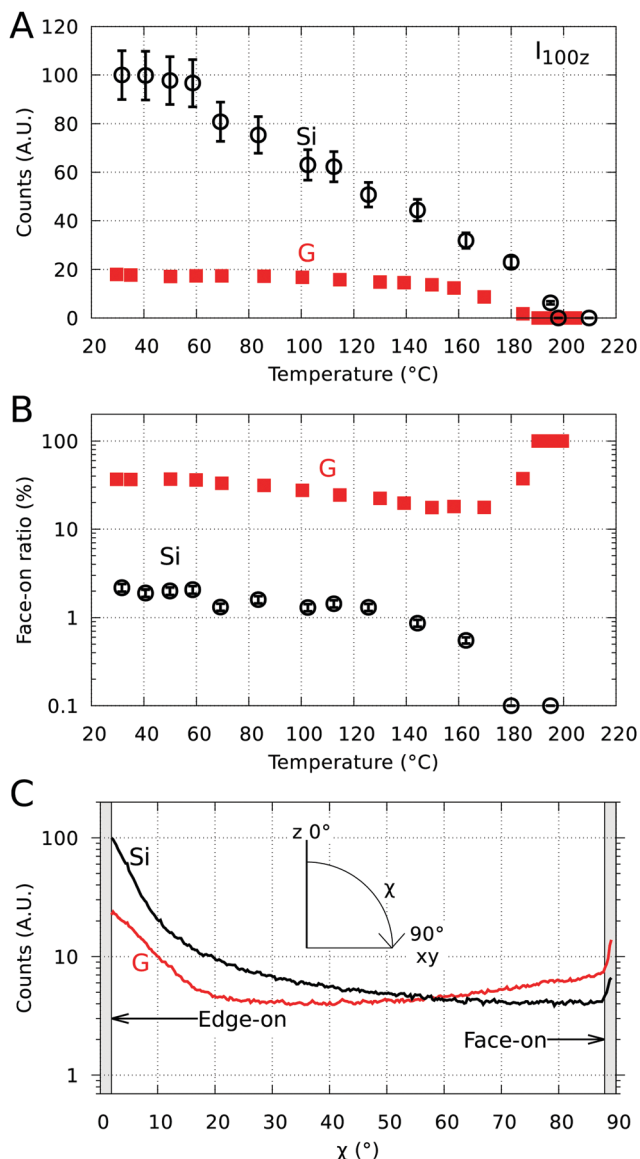 A
I100z
Counts (A.U.)
120
100
80
60
40
20
0
Si
G
20 40 60 80 100 120 140 160 180 200 220
Temperature (°C)
B
Face-on ratio (%)
100
10
1
0.1
G
Si
20 40 60 80 100 120 140 160 180 200 220
Temperature (°C)
C
Counts (A.U.)
100
10
1
Si
G
z 0°
χ
90°
xy
Edge-on
Face-on
0 10 20 30 40 50 60 70 80 90
χ (°)